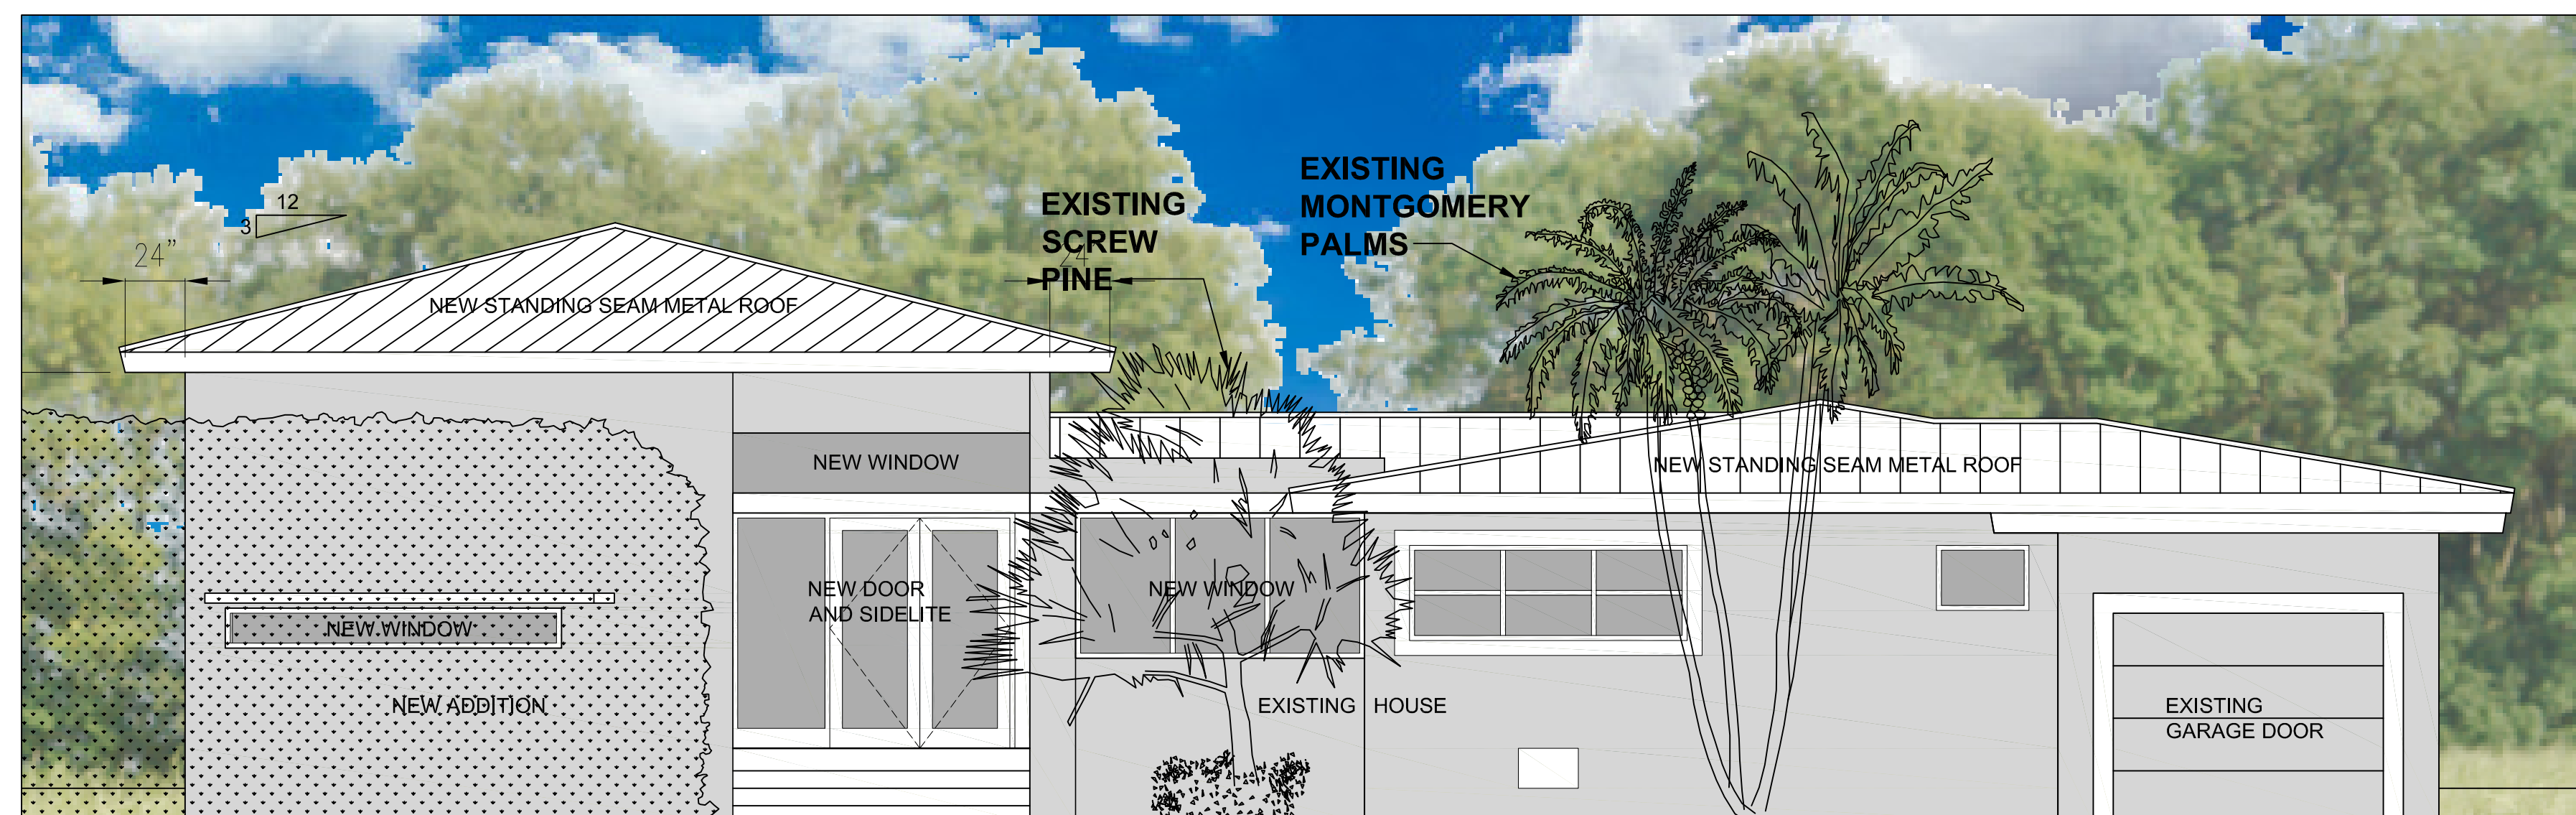 12
3
24"
EXISTING
SCREW
PINE
24"
EXISTING
MONTGOMERY
PALMS
NEW STANDING SEAM METAL ROOF
NEW WINDOW
NEW STANDING SEAM METAL ROOF
NEW DOOR
AND SIDELITE
NEW WINDOW
NEW WINDOW
NEW ADDITION
EXISTING HOUSE
EXISTING
GARAGE DOOR